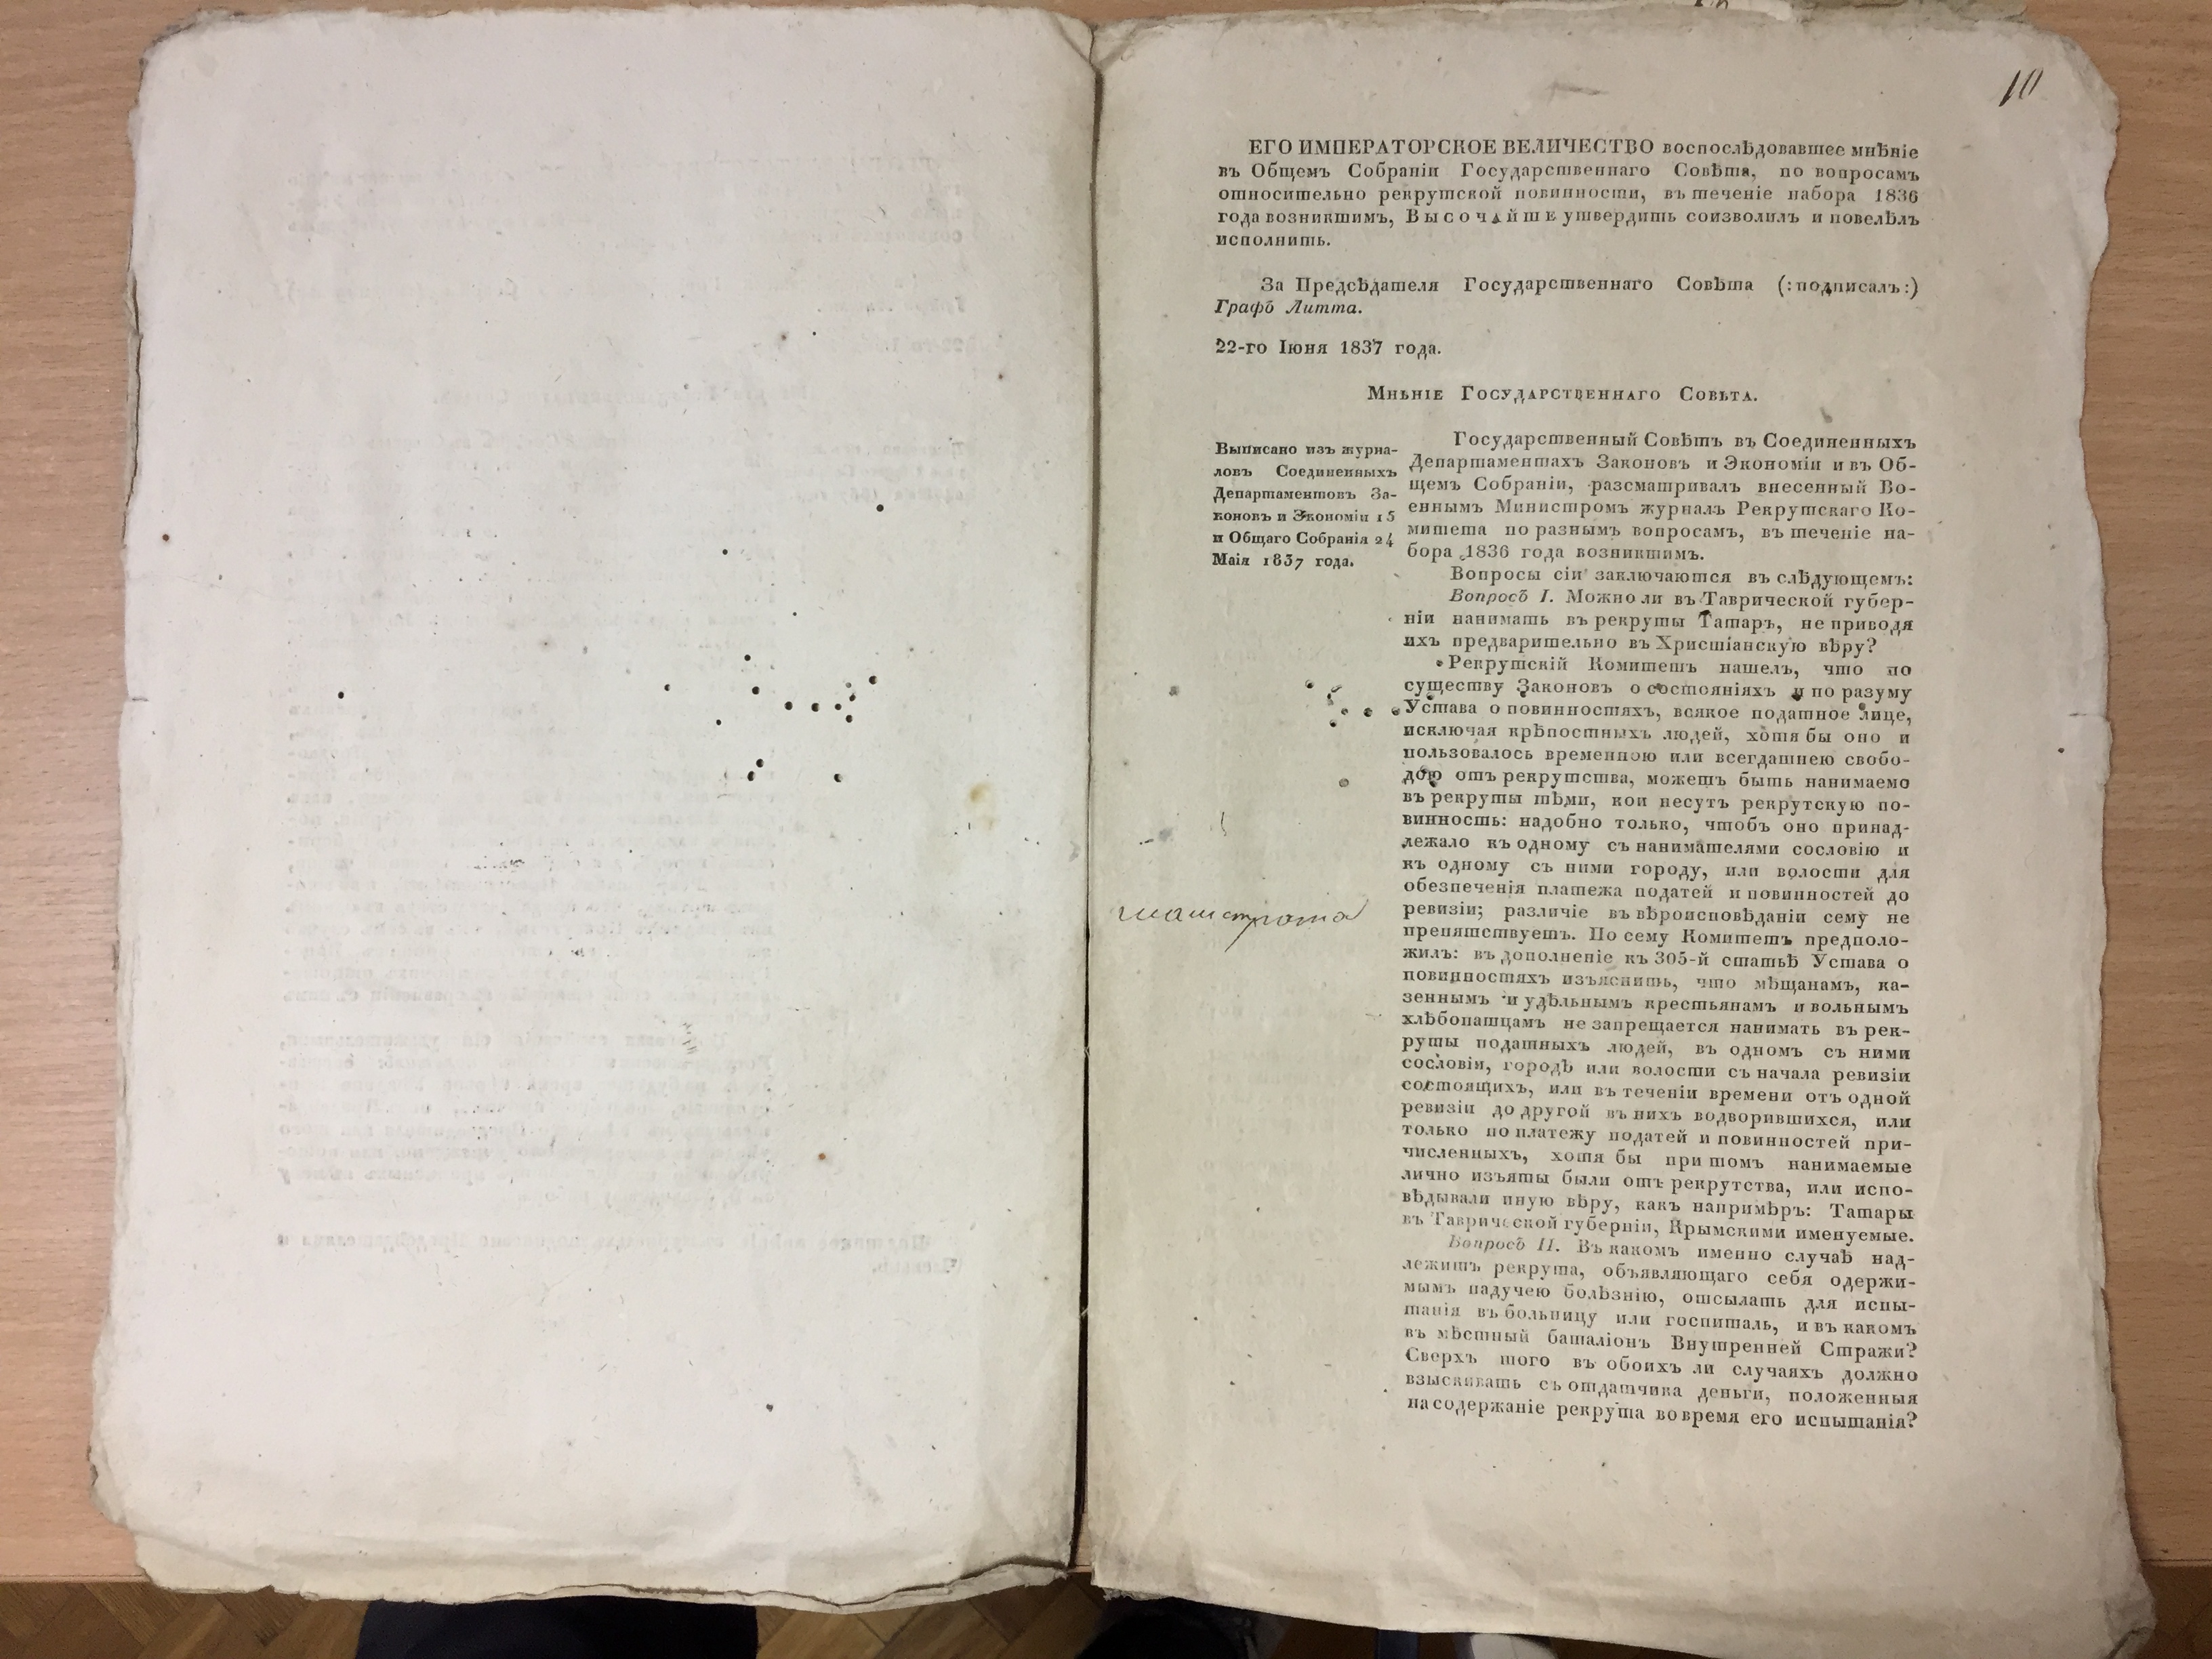 10
ЕГО ИМПЕРАТОРСКОЕ ВЕЛИЧЕСТВО воспослѣдовавшее мнѣніе
въ Общемъ Собраніи Государственнаго Совѣта, по вопросамъ
относительно рекрутской повинности, въ теченіе набора 1836
года возникшимъ, Высочайше утвердить соизволилъ и повелѣлъ
исполнить.
За Предсѣдателя Государственнаго Совѣта (:подписалъ:)
Графъ Литта.
22-го Іюня 1837 года.
Мнѣніе Государственнаго Совѣта.
Выписано изъ журна-
ловъ Соединенныхъ
Департаментовъ За-
коновъ и Экономіи 15
и Общаго Собранія 24
Маія 1837 года.
Государственный Совѣтъ въ Соединенныхъ
Департаментахъ Законовъ и Экономіи и въ Об-
щемъ Собраніи, разсматривалъ внесенный Во-
еннымъ Министромъ журналъ Рекрутскаго Ко-
митета по разнымъ вопросамъ, въ теченіе на-
бора 1836 года возникшимъ.
Вопросы сіи заключаются въ слѣдующемъ:
Вопросъ I. Можно ли въ Таврической губер-
ніи нанимать въ рекруты Татаръ, не приводя
ихъ предварительно въ Христіанскую вѣру?
Рекрутскій Комитетъ нашелъ, что по
существу Законовъ о состояніяхъ и по разуму
Устава о повинностяхъ, всякое податное лице,
исключая крѣпостныхъ людей, хотя бы оно и
пользовалось временною или всегдашнею свобо-
дою отъ рекрутства, можетъ быть нанимаемо
въ рекруты тѣми, кои несутъ рекрутскую по-
винность: надобно только, чтобъ оно принад-
лежало къ одному съ нанимателями сословію и
къ одному съ ними городу, или волости для
обезпеченія платежа податей и повинностей до
ревизіи; различіе въ вѣроисповѣданіи сему не
препятствуетъ. По сему Комитетъ предполо-
жилъ: въ дополненіе къ 305-й статьѣ Устава о
повинностяхъ изъяснить, что мѣщанамъ, ка-
зеннымъ и удѣльнымъ крестьянамъ и вольнымъ
хлѣбопашцамъ не запрещается нанимать въ рек-
руты податныхъ людей, въ одномъ съ ними
сословіи, городѣ или волости съ начала ревизіи
состоящихъ, или въ теченіи времени отъ одной
ревизіи до другой въ нихъ водворившихся, или
только по платежу податей и повинностей при-
численныхъ, хотя бы при томъ нанимаемые
лично изъяты были отъ рекрутства, или испо-
вѣдывали иную вѣру, какъ напримѣръ: Татары
въ Таврической губерніи, Крымскими именуемые.
Вопросъ II. Въ какомъ именно случаѣ над-
лежитъ рекрута, объявляющаго себя одержи-
мымъ падучею болѣзнію, отсылать для испы-
танія въ больницу или госпиталь, и въ какомъ
въ мѣстный баталіонъ Внутренней Стражи?
Сверхъ того въ обоихъ ли случаяхъ должно
взыскивать съ отдатчика деньги, положенныя
на содержаніе рекрута во время его испытанія?